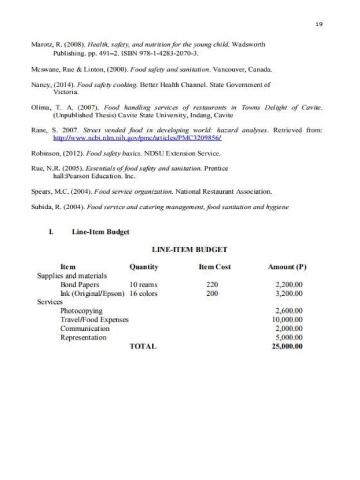 19
Marotz, R. (2008). Health, safety, and nutrition for the young child. Wadsworth
Publishing. pp. 491–2. ISBN 978-1-4283-2070-3.
Mcswane, Rue & Linton, (2000). Food safety and sanitation. Vancouver, Canada.
Nancy, (2014). Food safety cooking. Better Health Channel. State Government of
Victoria.
Olima, T. A. (2007). Food handling services of restaurants in Towns Delight of Cavite.
(Unpublished Thesis) Cavite State University, Indang, Cavite
Rane, S. 2007. Street vended food in developing world: hazard analyses. Retrieved from:
http://www.ncbi.nlm.nih.gov/pmc/articles/PMC3209856/
Robinson, (2012). Food safety basics. NDSU Extension Service.
Rue, N.R. (2005). Essentials of food safety and sanitation. Prentice
hall:Pearson Education. Inc.
Spears, M.C. (2004). Food service organization. National Restaurant Association.
Subida, R. (2004). Food service and catering management, food sanitation and hygiene
I. Line-Item Budget
LINE-ITEM BUDGET
Item Quantity Item Cost Amount (P)
Supplies and materials
Bond Papers 10 reams 220 2,200.00
Ink (Original/Epson) 16 colors 200 3,200.00
Services
Photocopying 2,600.00
Travel/Food Expenses 10,000.00
Communication 2,000.00
Representation 5,000.00
TOTAL 25,000.00